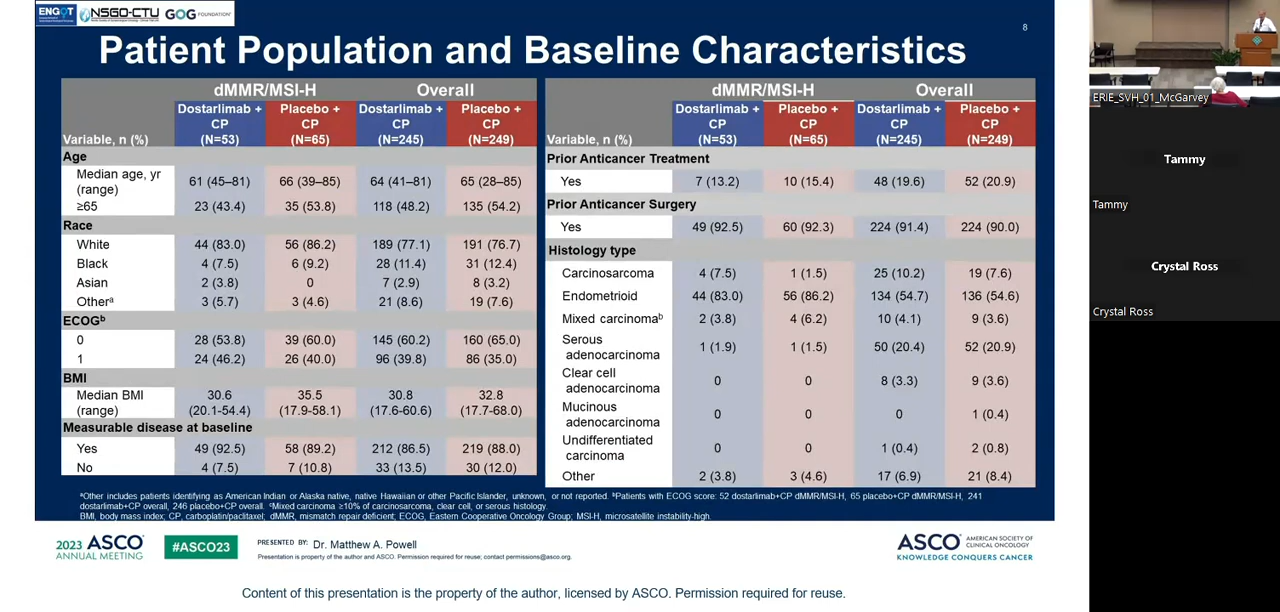 ENGOT
NSGO-CTU
GOG FOUNDATION
8
Patient Population and Baseline Characteristics
dMMR/MSI-H Overall
Variable, n (%) Dostarlimab + CP (N=53) Placebo + CP (N=65) Dostarlimab + CP (N=245) Placebo + CP (N=249)
Age
Median age, yr (range) 61 (45–81) 66 (39–85) 64 (41–81) 65 (28–85)
≥65 23 (43.4) 35 (53.8) 118 (48.2) 135 (54.2)
Race
White 44 (83.0) 56 (86.2) 189 (77.1) 191 (76.7)
Black 4 (7.5) 6 (9.2) 28 (11.4) 31 (12.4)
Asian 2 (3.8) 0 7 (2.9) 8 (3.2)
Otherᵃ 3 (5.7) 3 (4.6) 21 (8.6) 19 (7.6)
ECOGᵇ
0 28 (53.8) 39 (60.0) 145 (60.2) 160 (65.0)
1 24 (46.2) 26 (40.0) 96 (39.8) 86 (35.0)
BMI
Median BMI (range) 30.6 (20.1-54.4) 35.5 (17.9-58.1) 30.8 (17.6-60.6) 32.8 (17.7-68.0)
Measurable disease at baseline
Yes 49 (92.5) 58 (89.2) 212 (86.5) 219 (88.0)
No 4 (7.5) 7 (10.8) 33 (13.5) 30 (12.0)
dMMR/MSI-H Overall
Variable, n (%) Dostarlimab + CP (N=53) Placebo + CP (N=65) Dostarlimab + CP (N=245) Placebo + CP (N=249)
Prior Anticancer Treatment
Yes 7 (13.2) 10 (15.4) 48 (19.6) 52 (20.9)
Prior Anticancer Surgery
Yes 49 (92.5) 60 (92.3) 224 (91.4) 224 (90.0)
Histology type
Carcinosarcoma 4 (7.5) 1 (1.5) 25 (10.2) 19 (7.6)
Endometrioid 44 (83.0) 56 (86.2) 134 (54.7) 136 (54.6)
Mixed carcinomaᵇ 2 (3.8) 4 (6.2) 10 (4.1) 9 (3.6)
Serous adenocarcinoma 1 (1.9) 1 (1.5) 50 (20.4) 52 (20.9)
Clear cell adenocarcinoma 0 0 8 (3.3) 9 (3.6)
Mucinous adenocarcinoma 0 0 0 1 (0.4)
Undifferentiated carcinoma 0 0 1 (0.4) 2 (0.8)
Other 2 (3.8) 3 (4.6) 17 (6.9) 21 (8.4)
ᵃOther includes patients identifying as American Indian or Alaska native, native Hawaiian or other Pacific Islander, unknown, or not reported. ᵇPatients with ECOG score: 52 dostarlimab+CP dMMR/MSI-H, 65 placebo+CP dMMR/MSI-H, 241
dostarlimab+CP overall, 246 placebo+CP overall. ᶜMixed carcinoma ≥10% of carcinosarcoma, clear cell, or serous histology.
BMI, body mass index; CP, carboplatin/paclitaxel; dMMR, mismatch repair deficient; ECOG, Eastern Cooperative Oncology Group; MSI-H, microsatellite instability-high.
2023 ASCO
ANNUAL MEETING
#ASCO23
PRESENTED BY: Dr. Matthew A. Powell
Presentation is property of the author and ASCO. Permission required for reuse; contact permissions@asco.org.
ASCO AMERICAN SOCIETY OF CLINICAL ONCOLOGY
KNOWLEDGE CONQUERS CANCER
Content of this presentation is the property of the author, licensed by ASCO. Permission required for reuse.
ERIE_SVH_01_McGarvey
Tammy
Tammy
Crystal Ross
Crystal Ross